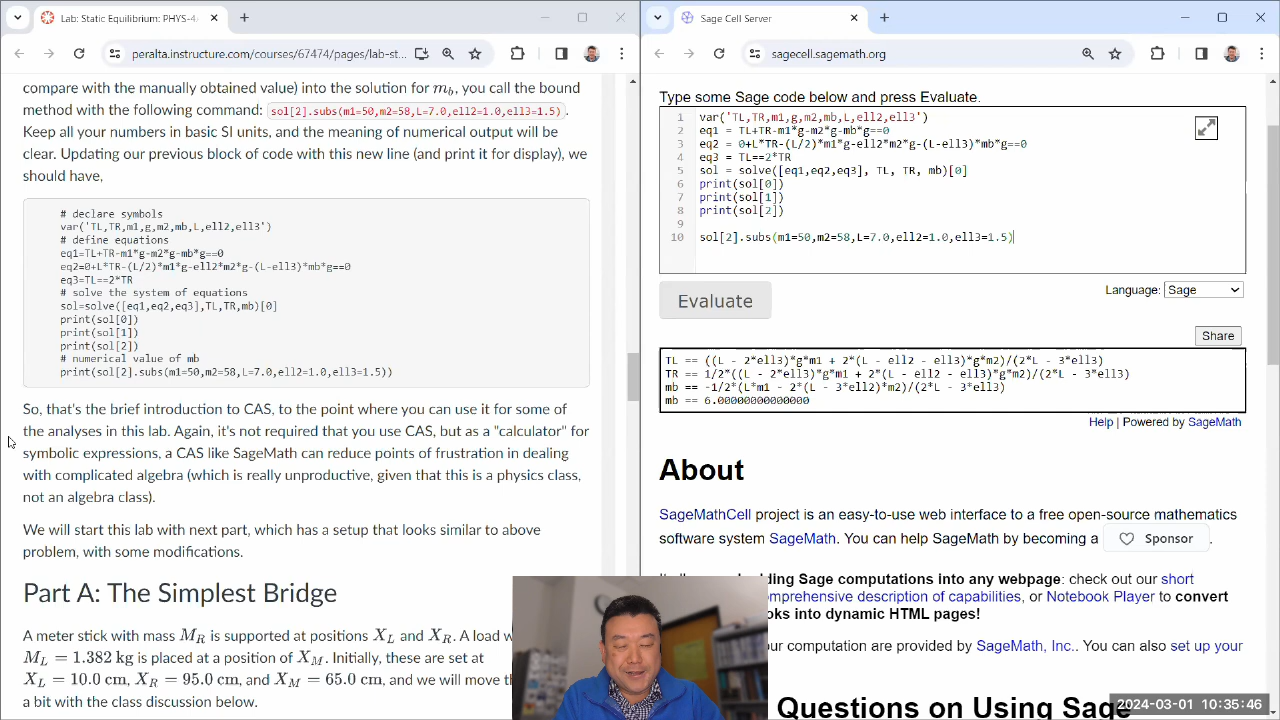 Lab: Static Equilibrium: PHYS-4
peralta.instructure.com/courses/67474/pages/lab-st...
compare with the manually obtained value) into the solution for m_b, you call the bound
method with the following command: sol[2].subs(m1=50,m2=58,L=7.0,ell2=1.0,ell3=1.5).
Keep all your numbers in basic SI units, and the meaning of numerical output will be
clear. Updating our previous block of code with this new line (and print it for display), we
should have,
# declare symbols
var('TL,TR,m1,g,m2,mb,L,ell2,ell3')
# define equations
eq1=TL+TR-m1*g-m2*g-mb*g==0
eq2=0+L*TR-(L/2)*m1*g-ell2*m2*g-(L-ell3)*mb*g==0
eq3=TL==2*TR
# solve the system of equations
sol=solve([eq1,eq2,eq3],TL,TR,mb)[0]
print(sol[0])
print(sol[1])
print(sol[2])
# numerical value of mb
print(sol[2].subs(m1=50,m2=58,L=7.0,ell2=1.0,ell3=1.5))
So, that's the brief introduction to CAS, to the point where you can use it for some of
the analyses in this lab. Again, it's not required that you use CAS, but as a "calculator" for
symbolic expressions, a CAS like SageMath can reduce points of frustration in dealing
with complicated algebra (which is really unproductive, given that this is a physics class,
not an algebra class).
We will start this lab with next part, which has a setup that looks similar to above
problem, with some modifications.
Part A: The Simplest Bridge
A meter stick with mass M_R is supported at positions X_L and X_R. A load
M_L = 1.382 kg is placed at a position of X_M. Initially, these are set at
X_L = 10.0 cm, X_R = 95.0 cm, and X_M = 65.0 cm, and we will move
a bit with the class discussion below.
Sage Cell Server
sagecell.sagemath.org
Type some Sage code below and press Evaluate.
1 var('TL,TR,m1,g,m2,mb,L,ell2,ell3')
2 eq1 = TL+TR-m1*g-m2*g-mb*g==0
3 eq2 = 0+L*TR-(L/2)*m1*g-ell2*m2*g-(L-ell3)*mb*g==0
4 eq3 = TL==2*TR
5 sol = solve([eq1,eq2,eq3], TL, TR, mb)[0]
6 print(sol[0])
7 print(sol[1])
8 print(sol[2])
9
10 sol[2].subs(m1=50,m2=58,L=7.0,ell2=1.0,ell3=1.5)
Evaluate
Language: Sage
Share
TL == ((L - 2*ell3)*g*m1 + 2*(L - ell2 - ell3)*g*m2)/(2*L - 3*ell3)
TR == 1/2*((L - 2*ell3)*g*m1 + 2*(L - ell2 - ell3)*g*m2)/(2*L - 3*ell3)
mb == -1/2*(L*m1 - 2*(L - 3*ell2)*m2)/(2*L - 3*ell3)
mb == 6.00000000000000
Help | Powered by SageMath
About
SageMathCell project is an easy-to-use web interface to a free open-source mathematics
software system SageMath. You can help SageMath by becoming a Sponsor .
Sage computations into any webpage: check out our short
comprehensive description of capabilities, or Notebook Player to convert
into dynamic HTML pages!
computation are provided by SageMath, Inc.. You can also set up your
Questions on Using Sage
2024-03-01 10:35:46